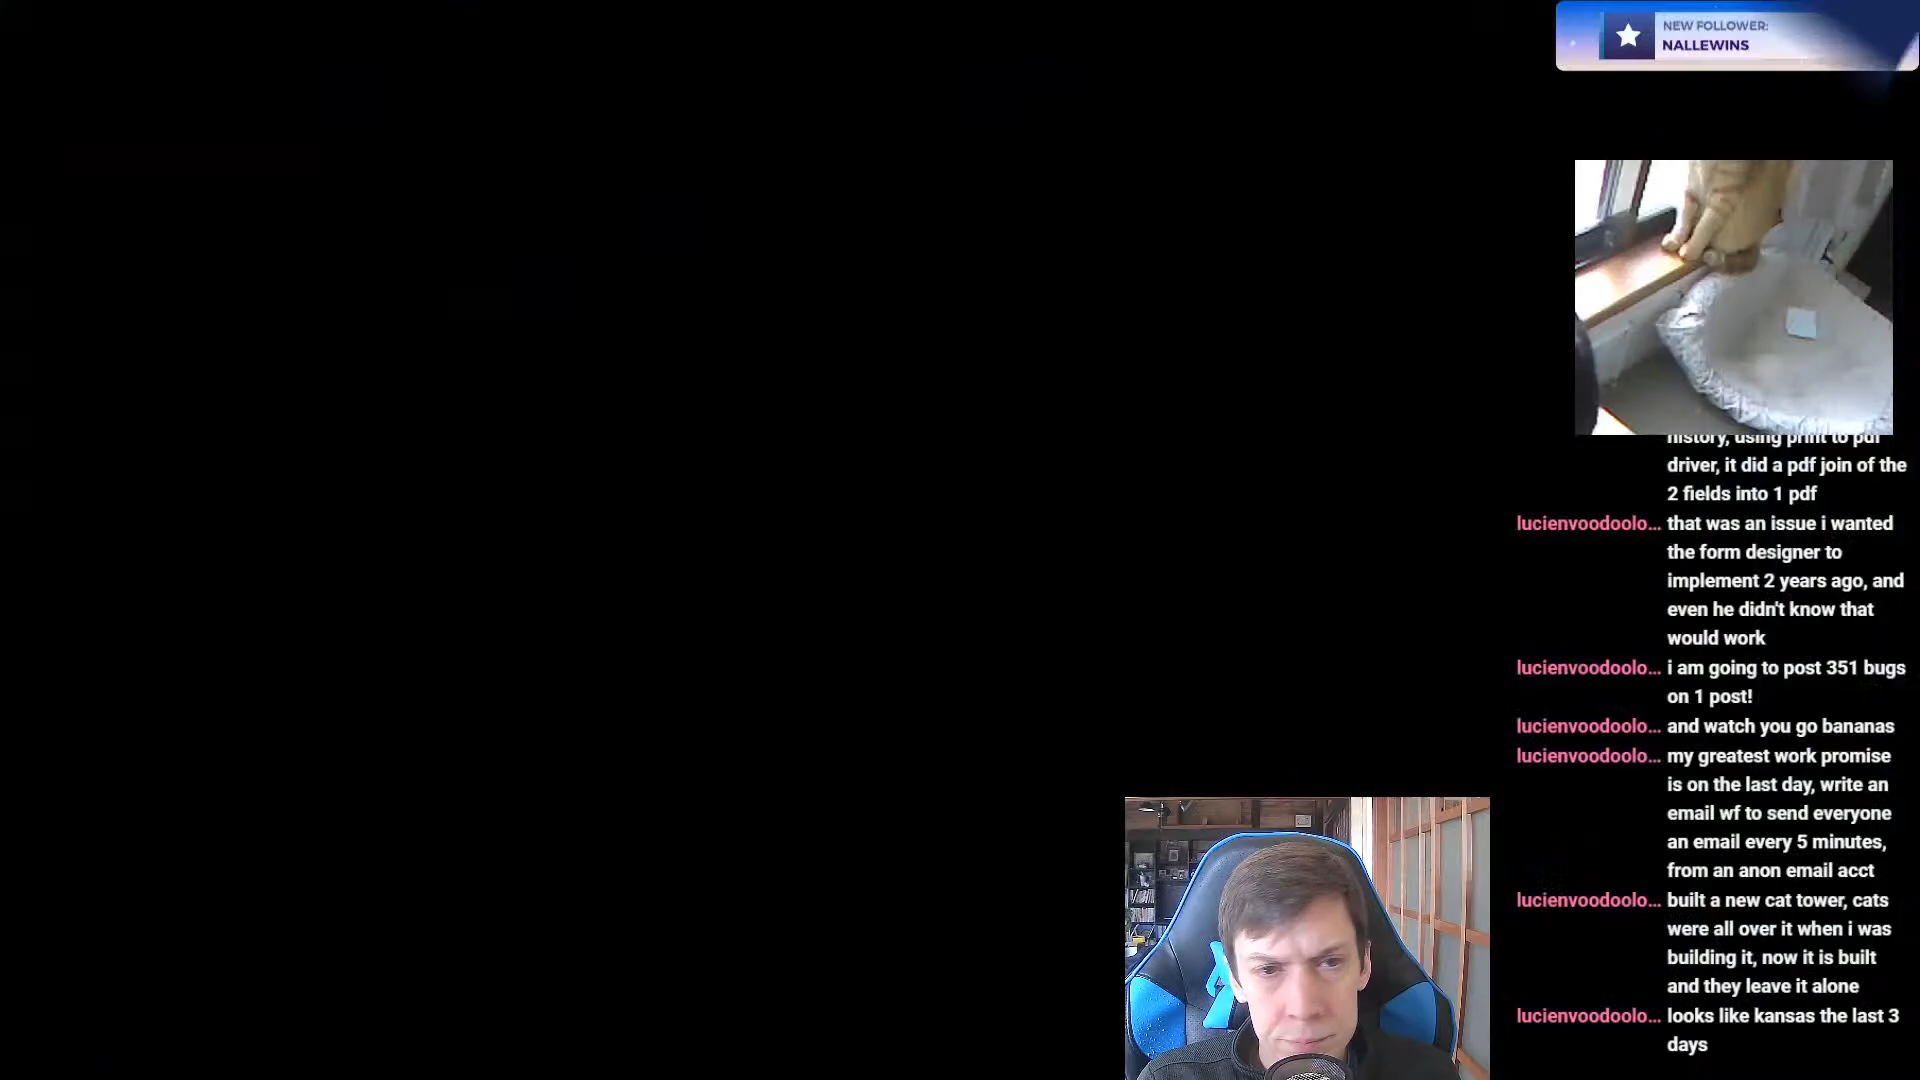 NEW FOLLOWER:
NALLEWINS
history, using print to pdf
driver, it did a pdf join of the
2 fields into 1 pdf
lucienvoodoolo... that was an issue i wanted
the form designer to
implement 2 years ago, and
even he didn't know that
would work
lucienvoodoolo... i am going to post 351 bugs
on 1 post!
lucienvoodoolo... and watch you go bananas
lucienvoodoolo... my greatest work promise
is on the last day, write an
email wf to send everyone
an email every 5 minutes,
from an anon email acct
lucienvoodoolo... built a new cat tower, cats
were all over it when i was
building it, now it is built
and they leave it alone
lucienvoodoolo... looks like kansas the last 3
days